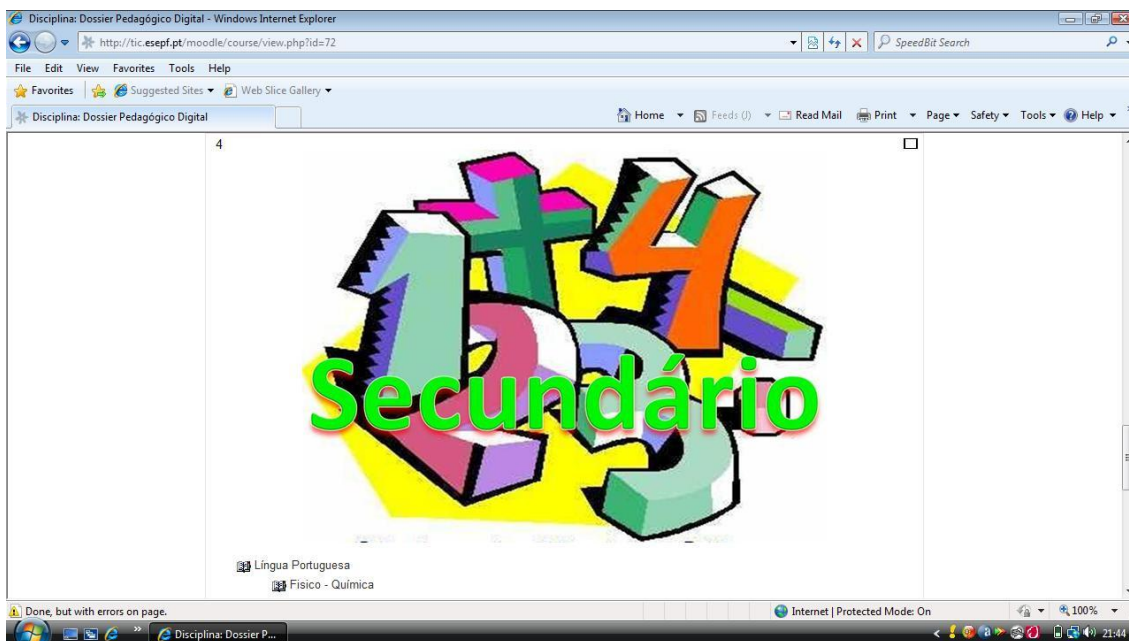 Disciplina: Dossier Pedagógico Digital - Windows Internet Explorer
http://tic.esepf.pt/moodle/course/view.php?id=72
SpeedBit Search
File Edit View Favorites Tools Help
Favorites Suggested Sites Web Slice Gallery
Disciplina: Dossier Pedagógico Digital
Home Feeds (J) Read Mail Print Page Safety Tools Help
4
1 + 4
2 3
Secundário
Língua Portuguesa
Fisico - Química
Done, but with errors on page.
Internet | Protected Mode: On
100%
Disciplina: Dossier P...
21:44